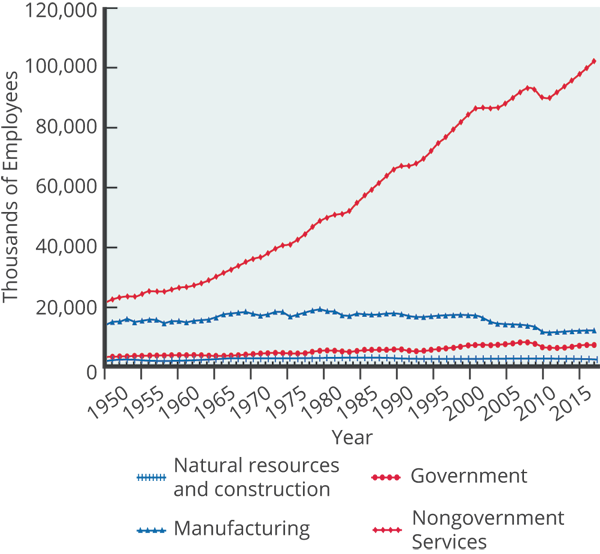 120,000
100,000
80,000
60,000
40,000
20,000
0
Thousands of Employees
1950
1955
1960
1965
1970
1975
1980
1985
1990
1995
2000
2005
2010
2015
Year
Natural resources
and construction
Government
Manufacturing
Nongovernment
Services